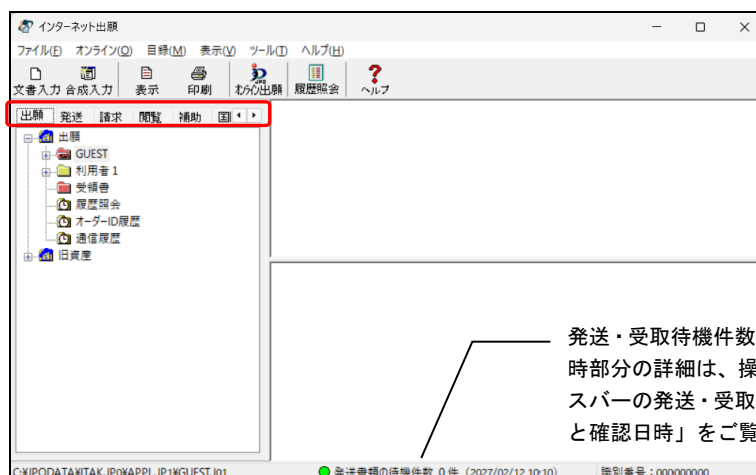 インターネット出願
ファイル(F) オンライン(O) 目録(M) 表示(V) ツール(T) ヘルプ(H)
文書入力 合成入力 表示 印刷 オンライン出願 履歴照会 ヘルプ
出願 発送 請求 閲覧 補助
出願
GUEST
利用者1
受領書
履歴照会
オーダーID履歴
通信履歴
旧資産
発送・受取待機件数
時部分の詳細は、操
スバーの発送・受取
と確認日時」をご覧
C:¥JPODATA¥ITAK.JP0¥APPL.JP1¥GUEST.I01 発送書類の待機件数 0 件 (2027/02/12 10:10) 識別番号:000000000